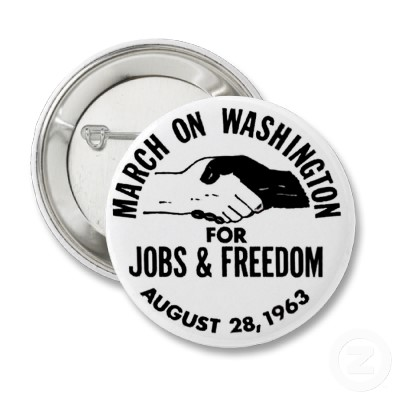 MARCH ON WASHINGTON
FOR
JOBS & FREEDOM
AUGUST 28, 1963
Z